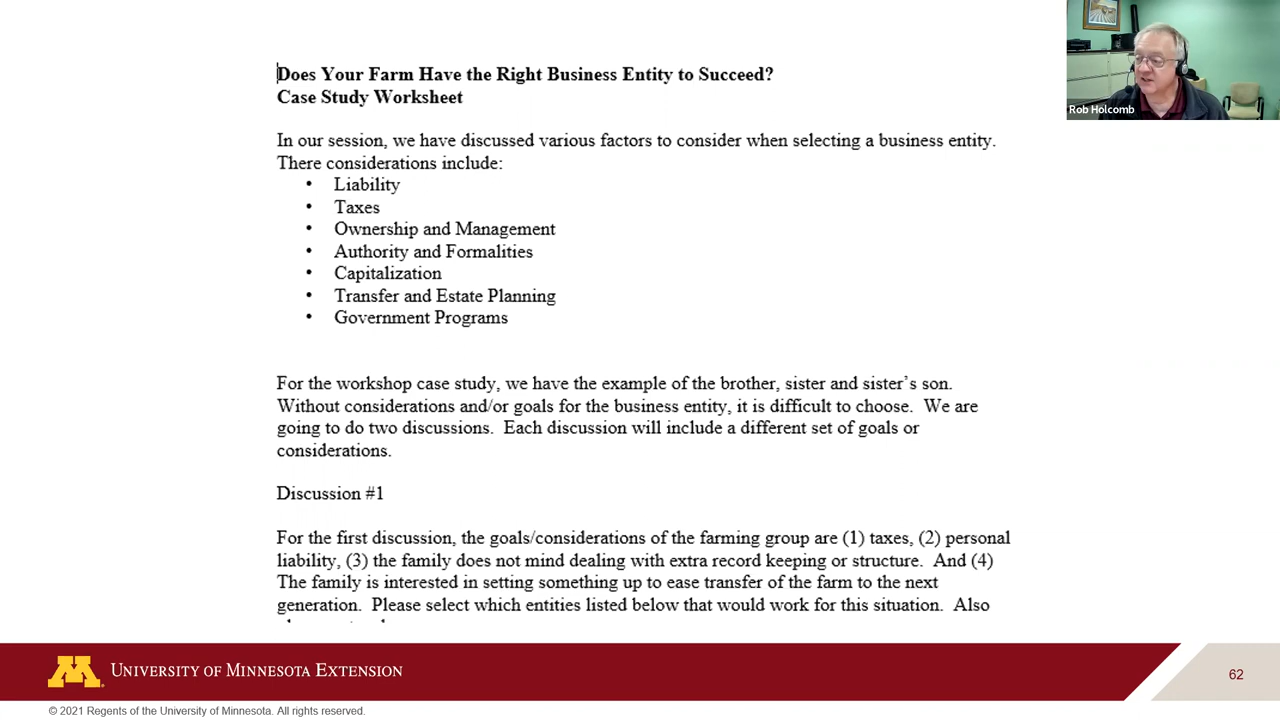 Does Your Farm Have the Right Business Entity to Succeed?
Case Study Worksheet
In our session, we have discussed various factors to consider when selecting a business entity.
There considerations include:
• Liability
• Taxes
• Ownership and Management
• Authority and Formalities
• Capitalization
• Transfer and Estate Planning
• Government Programs
For the workshop case study, we have the example of the brother, sister and sister’s son.
Without considerations and/or goals for the business entity, it is difficult to choose. We are
going to do two discussions. Each discussion will include a different set of goals or
considerations.
Discussion #1
For the first discussion, the goals/considerations of the farming group are (1) taxes, (2) personal
liability, (3) the family does not mind dealing with extra record keeping or structure. And (4)
The family is interested in setting something up to ease transfer of the farm to the next
generation. Please select which entities listed below that would work for this situation. Also
Rob Holcomb
M
UNIVERSITY OF MINNESOTA EXTENSION
62
© 2021 Regents of the University of Minnesota. All rights reserved.